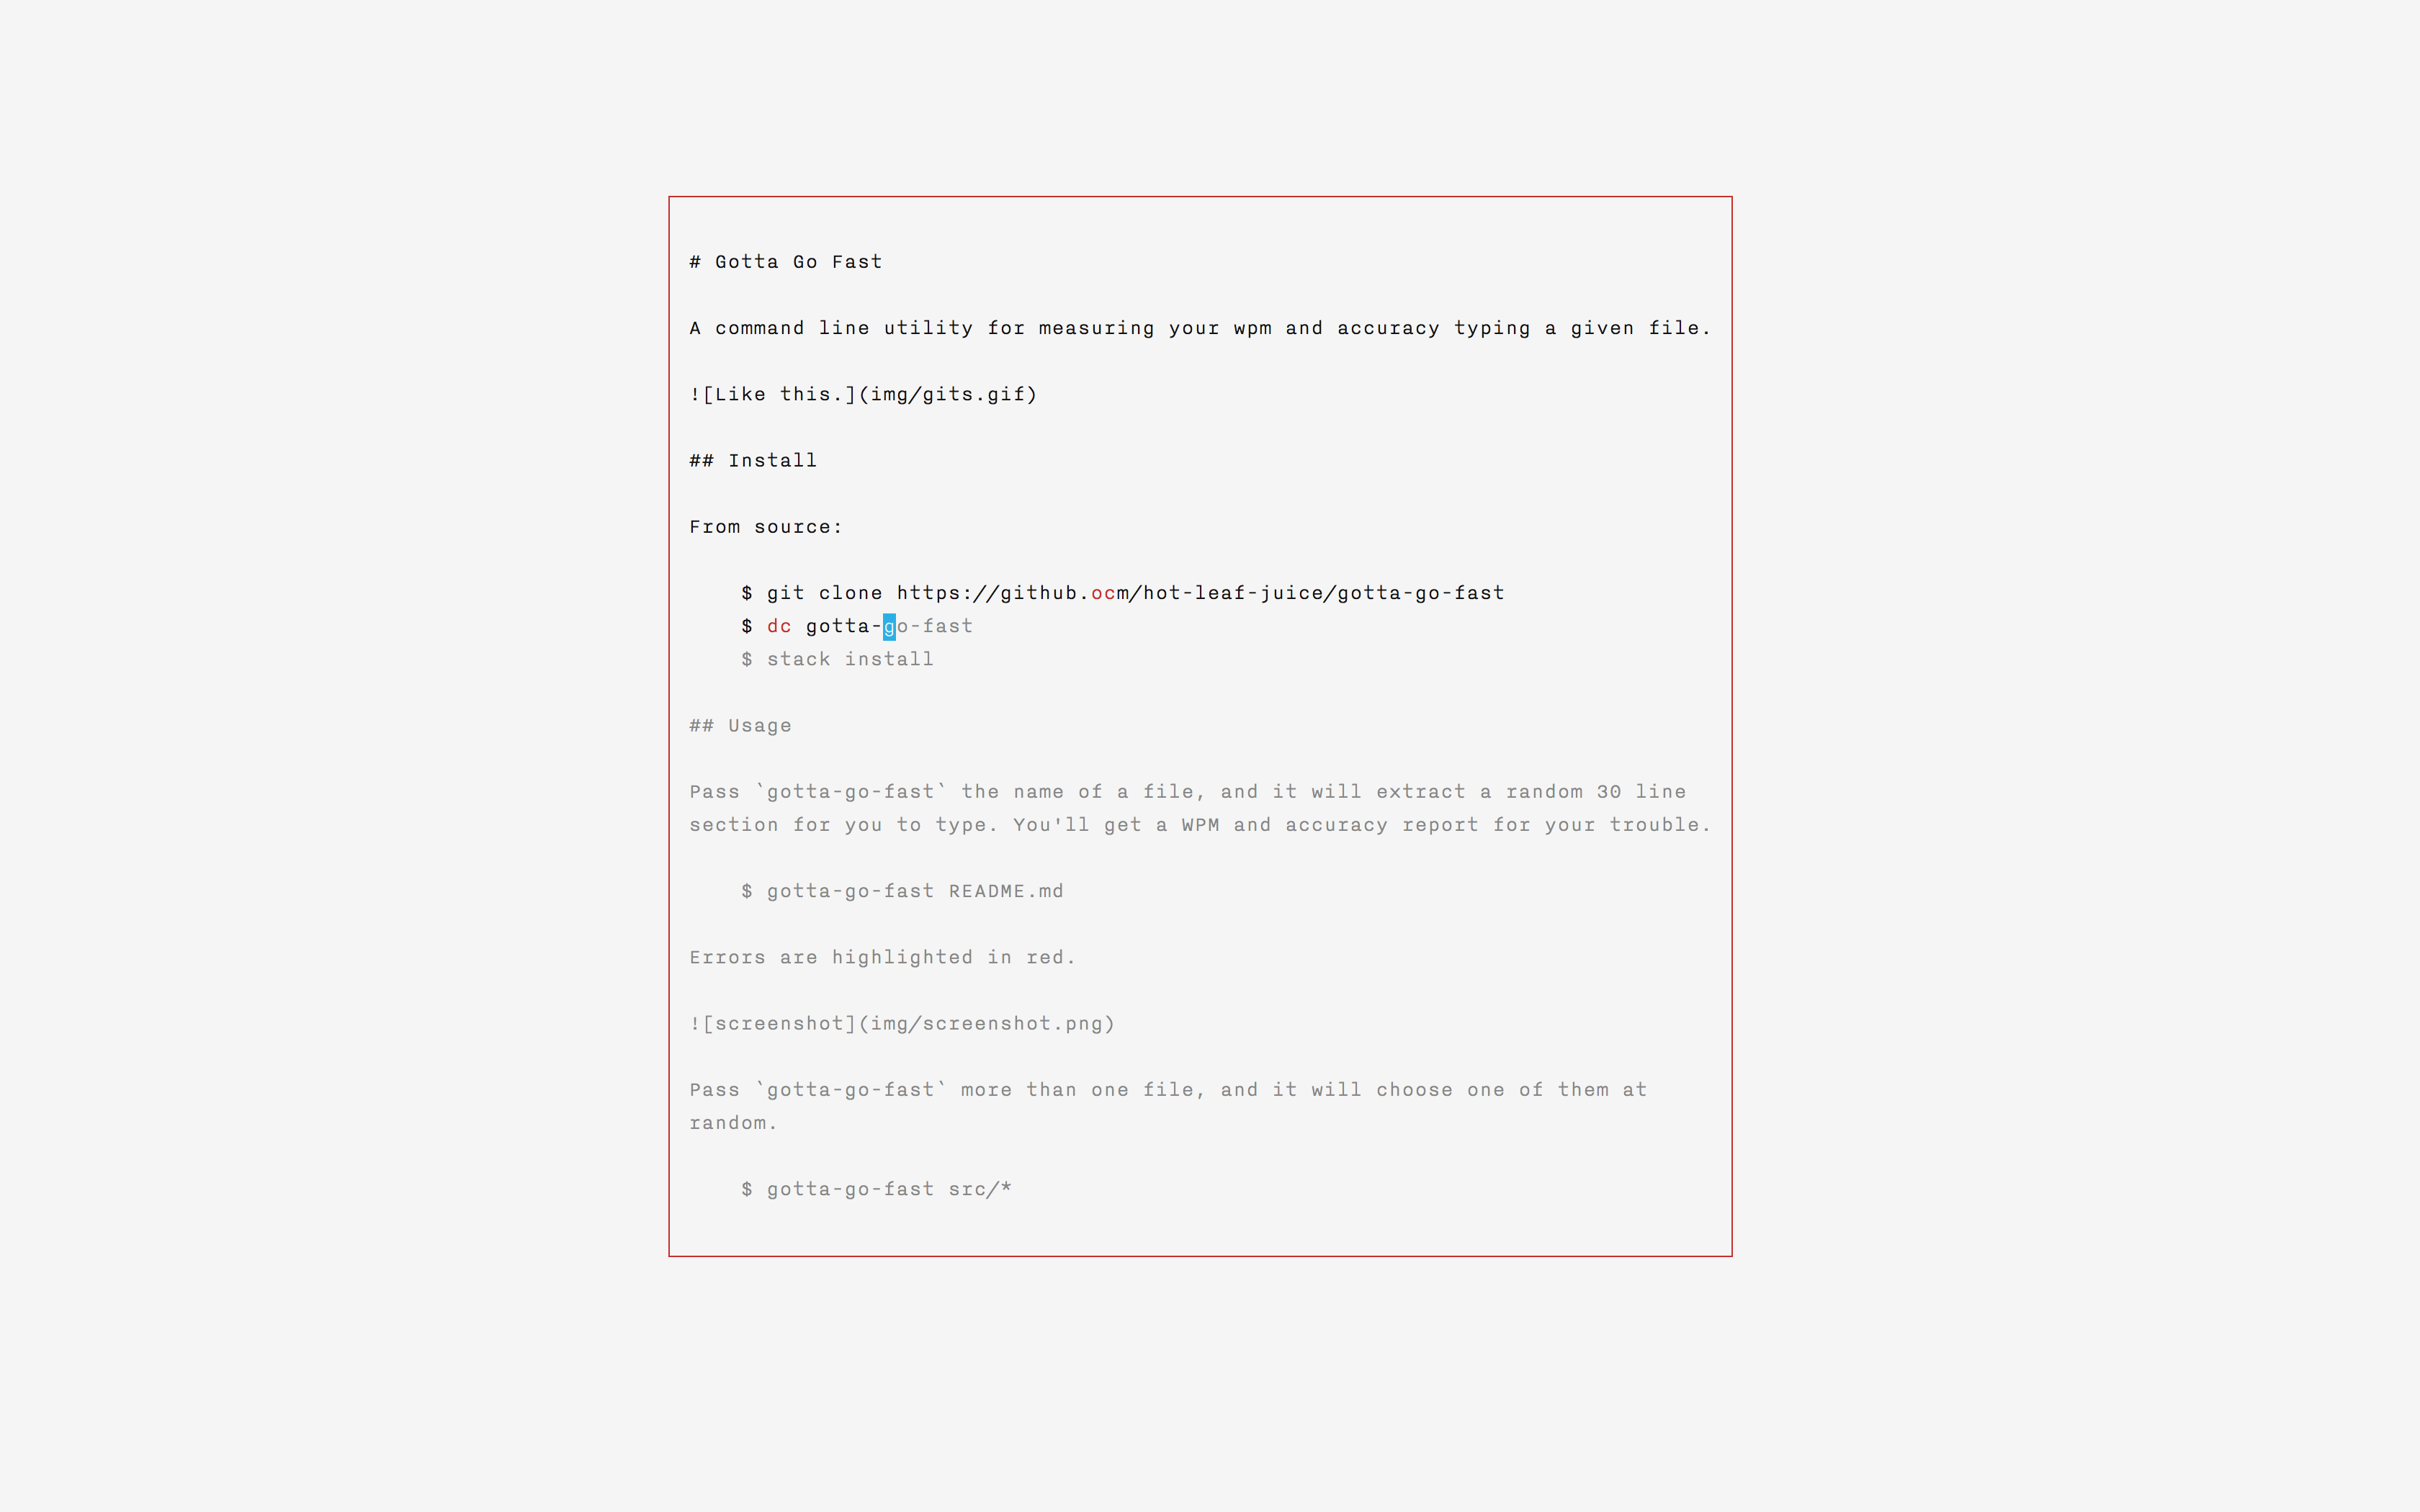 # Gotta Go Fast
A command line utility for measuring your wpm and accuracy typing a given file.
![Like this.](img/gits.gif)
## Install
From source:
    $ git clone https://github.ocm/hot-leaf-juice/gotta-go-fast
    $ dc gotta-go-fast
    $ stack install
## Usage
Pass `gotta-go-fast` the name of a file, and it will extract a random 30 line
section for you to type. You'll get a WPM and accuracy report for your trouble.
    $ gotta-go-fast README.md
Errors are highlighted in red.
![screenshot](img/screenshot.png)
Pass `gotta-go-fast` more than one file, and it will choose one of them at
random.
    $ gotta-go-fast src/*